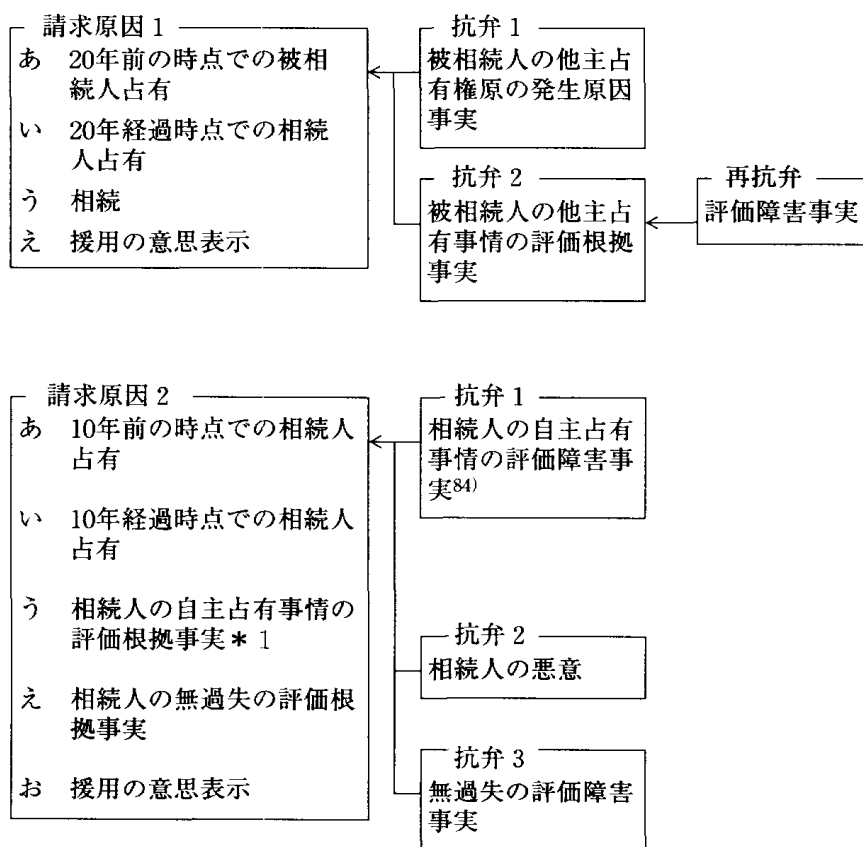 請求原因 1
あ 20年前の時点での被相
続人占有
い 20年経過時点での相続
人占有
う 相続
え 援用の意思表示
抗弁 1
被相続人の他主占
有権原の発生原因
事実
抗弁 2
被相続人の他主占
有事情の評価根拠
事実
再抗弁
評価障害事実
請求原因 2
あ 10年前の時点での相続人
占有
い 10年経過時点での相続人
占有
う 相続人の自主占有事情の
評価根拠事実＊1
え 相続人の無過失の評価根
拠事実
お 援用の意思表示
抗弁 1
相続人の自主占有
事情の評価障害事
実84)
抗弁 2
相続人の悪意
抗弁 3
無過失の評価障害
事実